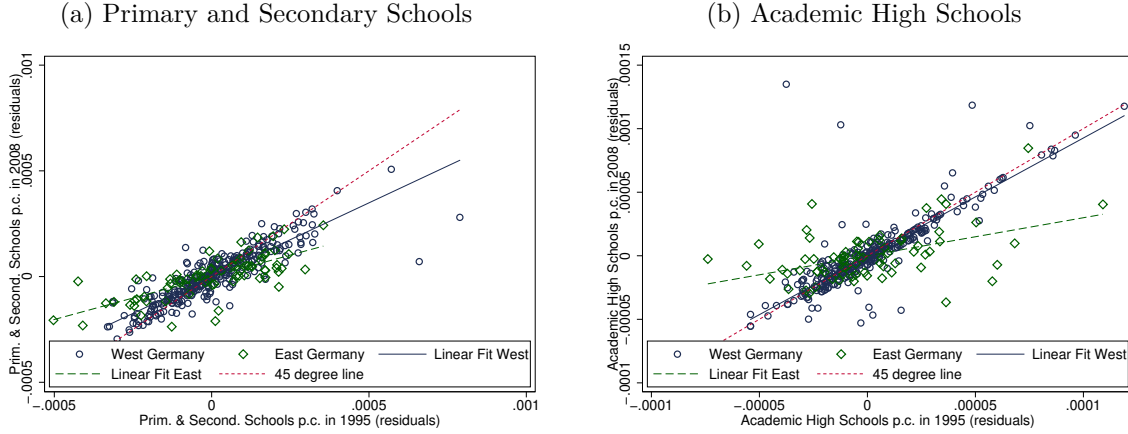 (a) Primary and Secondary Schools
Prim. & Second. Schools p.c. in 2008 (residuals)
.001
.0005
0
-.0005
West Germany East Germany Linear Fit West
Linear Fit East 45 degree line
-.0005 0 .0005 .001
Prim. & Second. Schools p.c. in 1995 (residuals)
(b) Academic High Schools
Academic High Schools p.c. in 2008 (residuals)
.00015
.0001
.00005
0
-.00005
-.0001
West Germany East Germany Linear Fit West
Linear Fit East 45 degree line
-.0001 -.00005 0 .00005 .0001
Academic High Schools p.c. in 1995 (residuals)